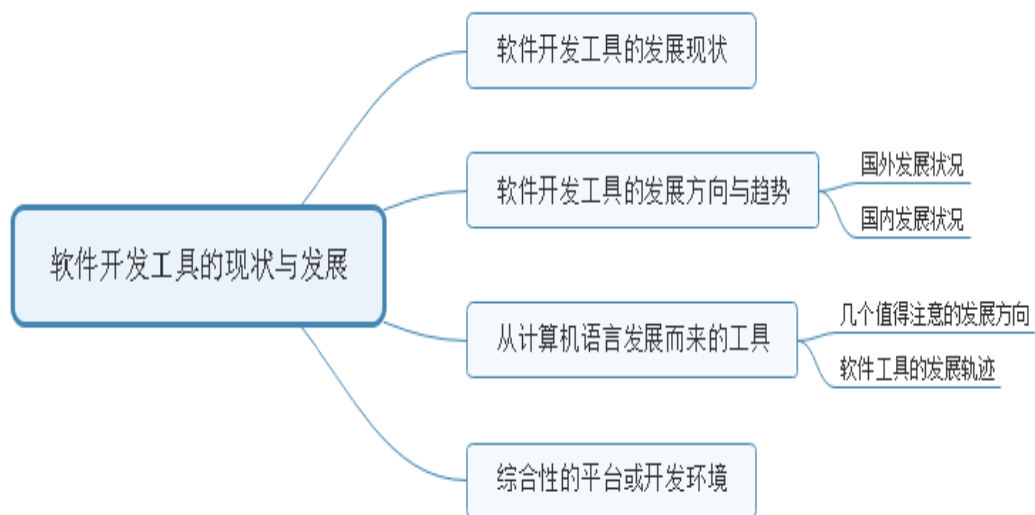 软件开发工具的现状与发展
软件开发工具的发展现状
软件开发工具的发展方向与趋势
国外发展状况
国内发展状况
从计算机语言发展而来的工具
几个值得注意的发展方向
软件工具的发展轨迹
综合性的平台或开发环境